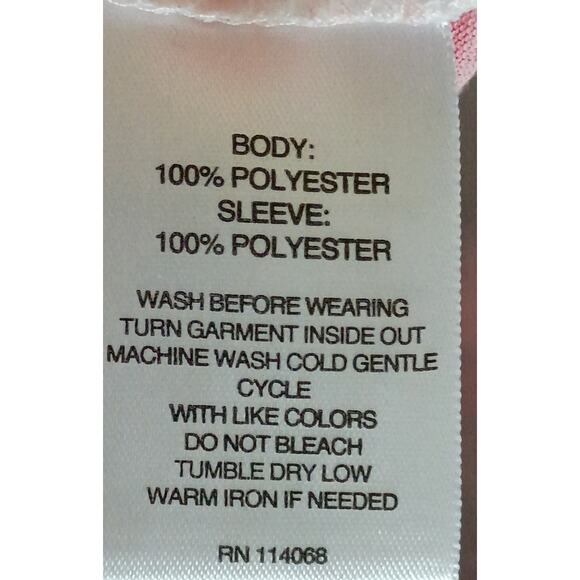 BODY:
100% POLYESTER
SLEEVE:
100% POLYESTER
WASH BEFORE WEARING
TURN GARMENT INSIDE OUT
MACHINE WASH COLD GENTLE
CYCLE
WITH LIKE COLORS
DO NOT BLEACH
TUMBLE DRY LOW
WARM IRON IF NEEDED
RN 114068